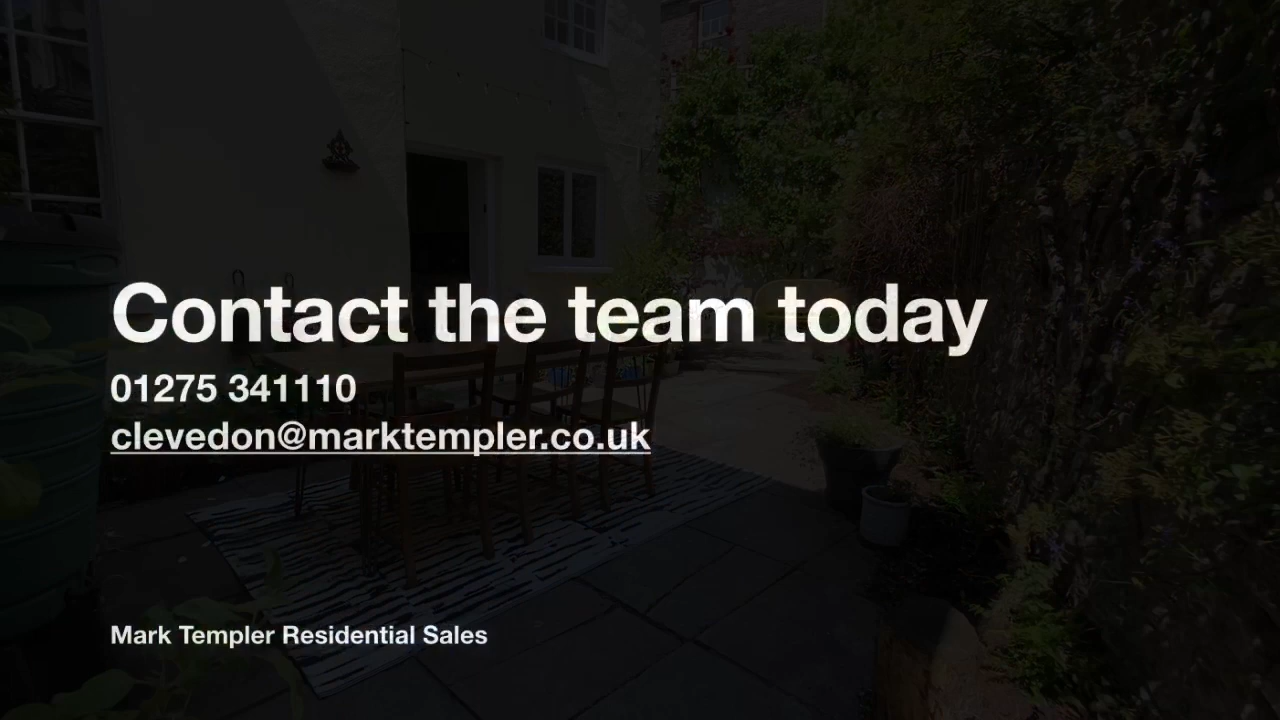 Contact the team today
01275 341110
clevedon@marktempler.co.uk
Mark Templer Residential Sales